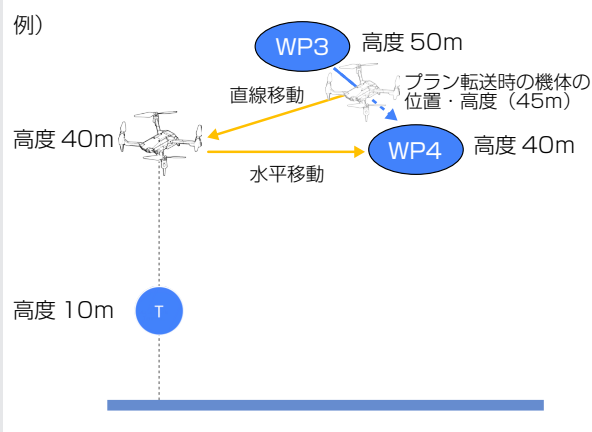 例）
WP3
高度 50m
プラン転送時の機体の
位置・高度（45m）
直線移動
高度 40m
WP4
高度 40m
水平移動
高度 10m
T